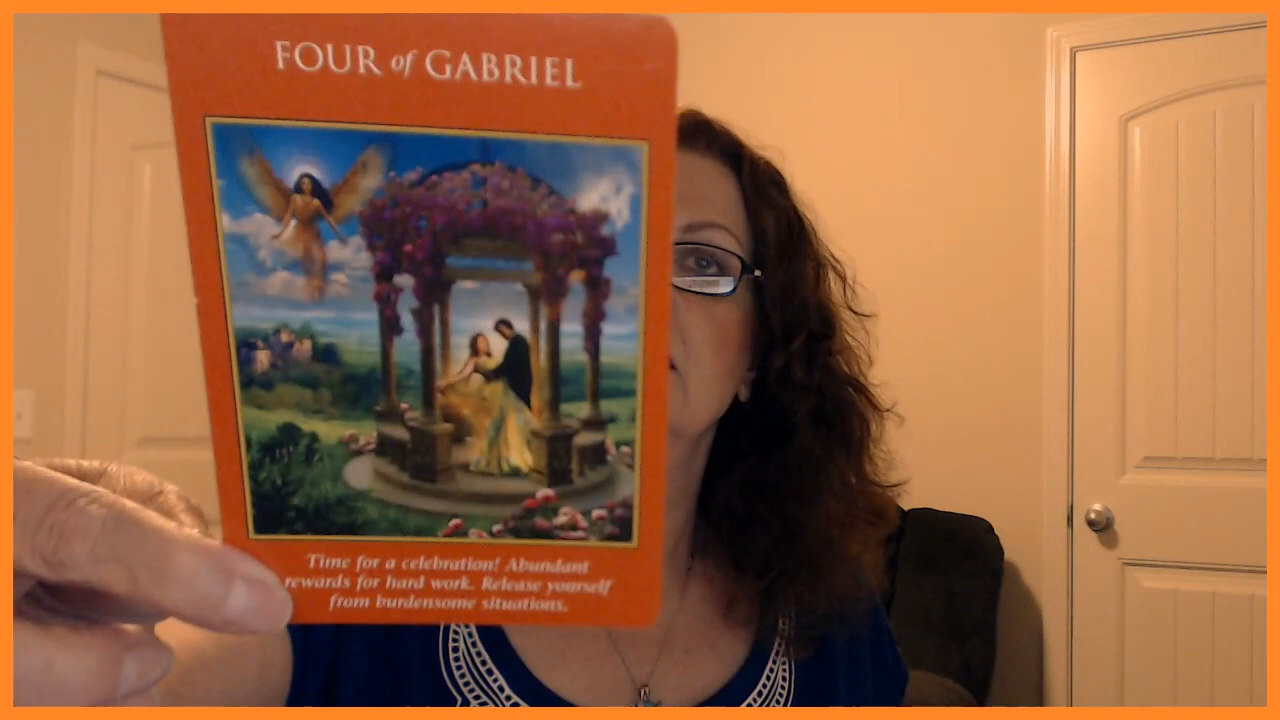 FOUR of GABRIEL
Time for a celebration! Abundant
rewards for hard work. Release yourself
from burdensome situations.